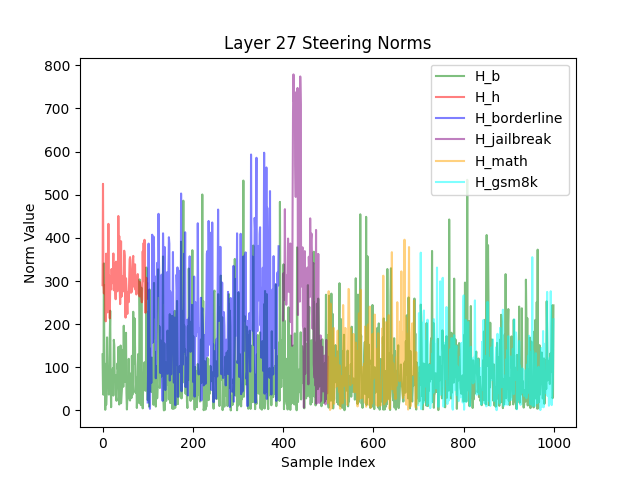 Layer 27 Steering Norms
800
700
600
500
400
300
200
100
0
Norm Value
H_b
H_h
H_borderline
H_jailbreak
H_math
H_gsm8k
0
200
400
600
800
1000
Sample Index